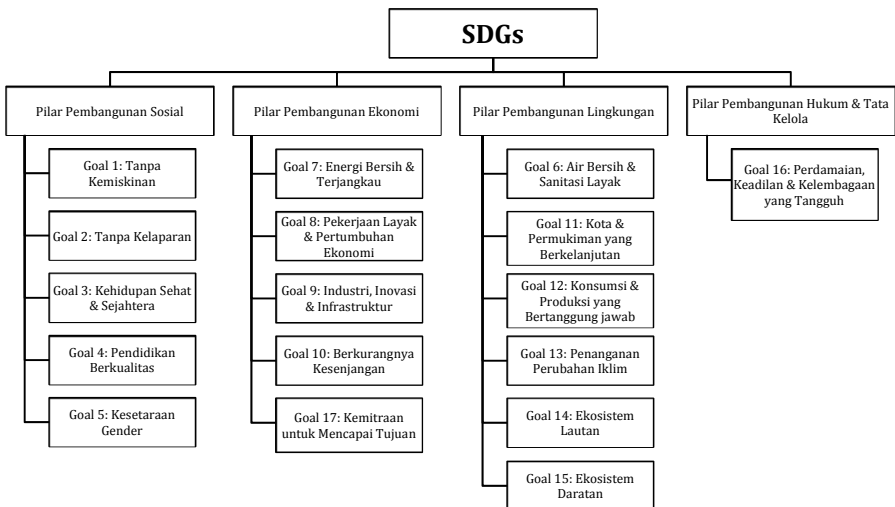 SDGs
Pilar Pembangunan Sosial
Goal 1: Tanpa
Kemiskinan
Goal 2: Tanpa Kelaparan
Goal 3: Kehidupan Sehat
& Sejahtera
Goal 4: Pendidikan
Berkualitas
Goal 5: Kesetaraan
Gender
Pilar Pembangunan Ekonomi
Goal 7: Energi Bersih &
Terjangkau
Goal 8: Pekerjaan Layak
& Pertumbuhan
Ekonomi
Goal 9: Industri, Inovasi
& Infrastruktur
Goal 10: Berkurangnya
Kesenjangan
Goal 17: Kemitraan
untuk Mencapai Tujuan
Pilar Pembangunan Lingkungan
Goal 6: Air Bersih &
Sanitasi Layak
Goal 11: Kota &
Permukiman yang
Berkelanjutan
Goal 12: Konsumsi &
Produksi yang
Bertanggung jawab
Goal 13: Penanganan
Perubahan Iklim
Goal 14: Ekosistem
Lautan
Goal 15: Ekosistem
Daratan
Pilar Pembangunan Hukum & Tata
Kelola
Goal 16: Perdamaian,
Keadilan & Kelembagaan
yang Tangguh